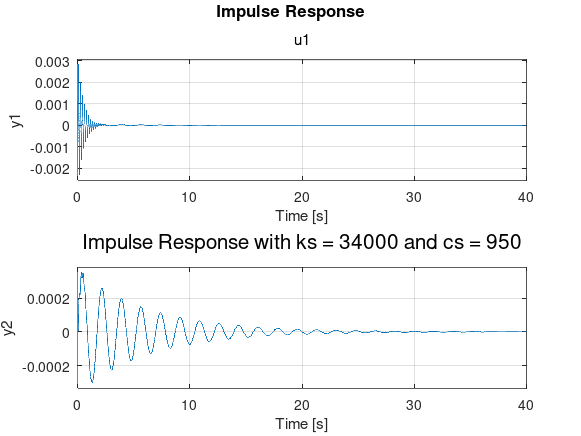 Impulse Response
u1
0.003
0.002
0.001
0
-0.001
-0.002
y1
0 10 20 30 40
Time [s]
Impulse Response with ks = 34000 and cs = 950
0.0002
0
-0.0002
y2
0 10 20 30 40
Time [s]